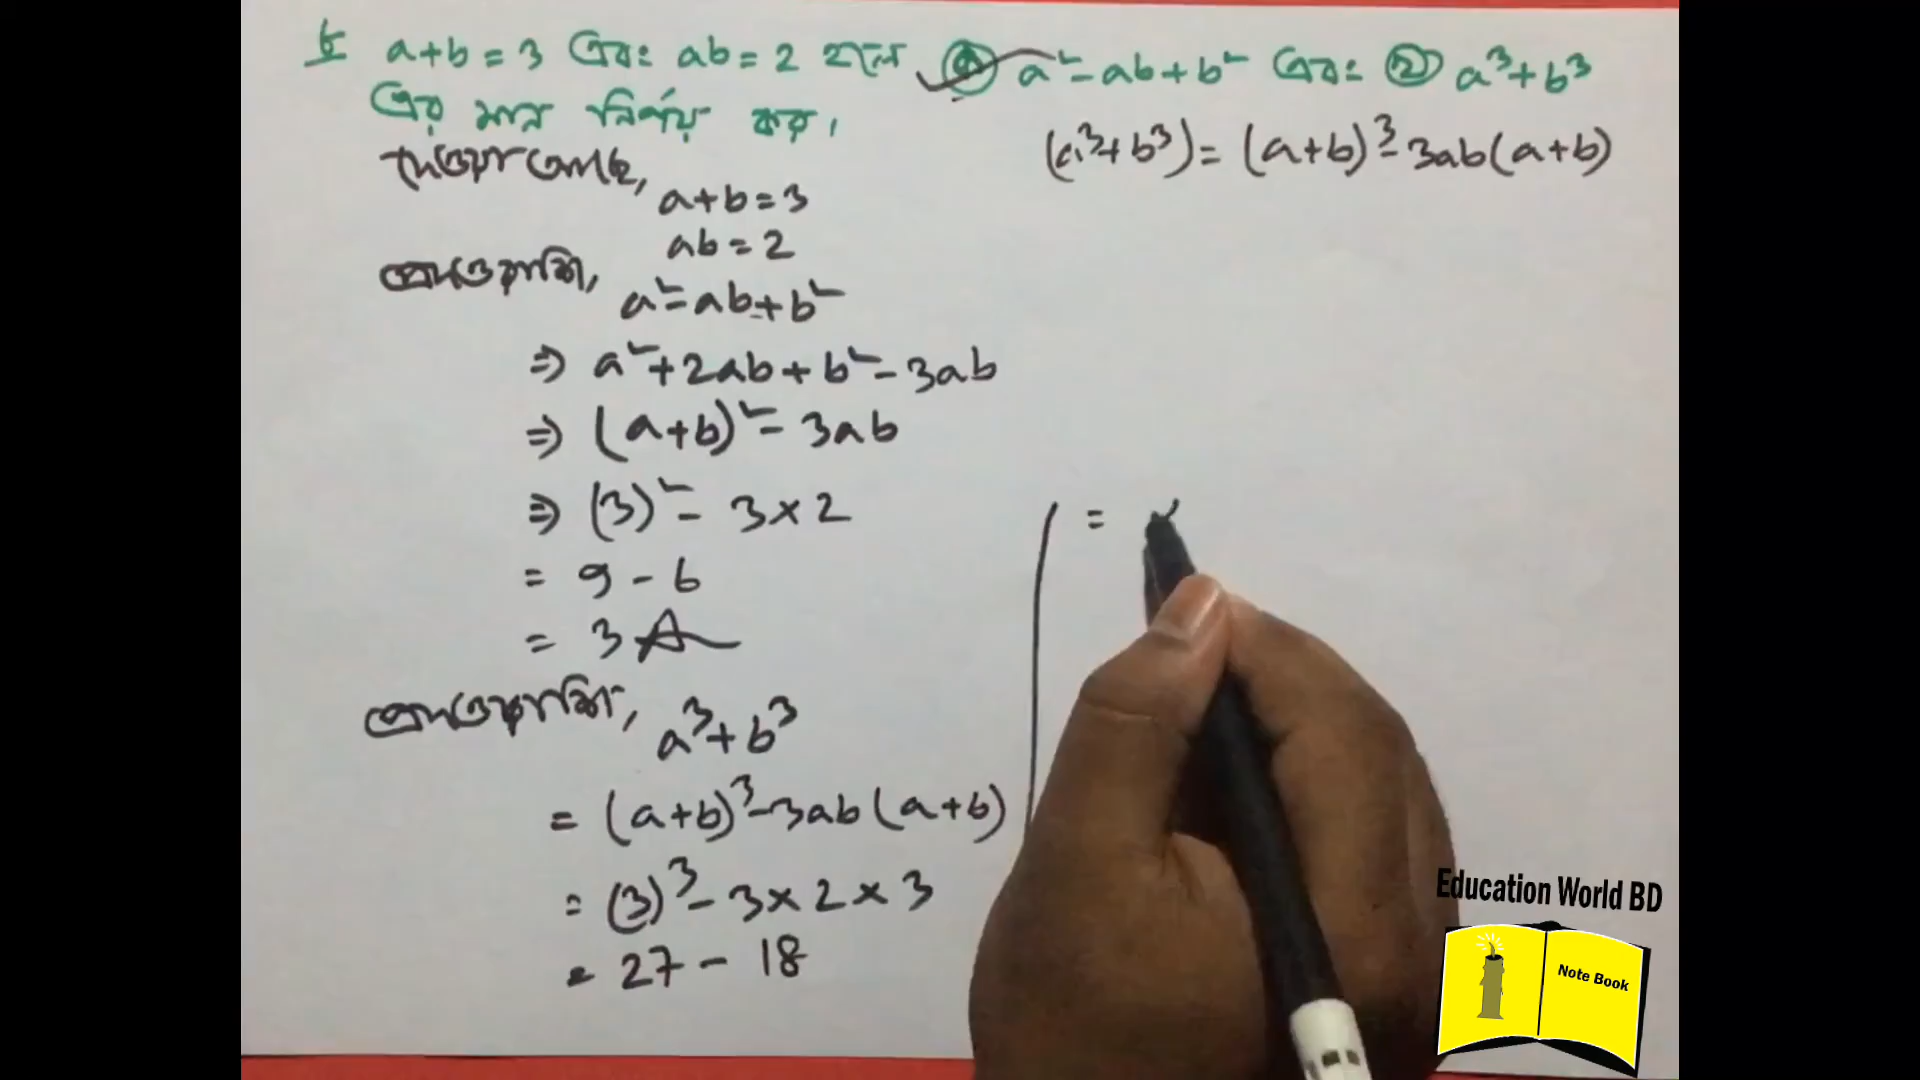 ৮ a+b=3 এবং ab=2 হলে ক a²-ab+b² এবং খ a³+b³
এর মান নির্ণয় কর।
(a³+b³)=(a+b)³-3ab(a+b)
দেওয়া আছে,
a+b=3
ab=2
প্রদত্ত রাশি,
a²-ab+b²
⇒ a²+2ab+b²-3ab
⇒ (a+b)²-3ab
⇒ (3)²-3×2
= 9-6
= 3
প্রদত্ত রাশি,
a³+b³
= (a+b)³-3ab(a+b)
= (3)³-3×2×3
= 27-18
=
Education World BD
Note Book